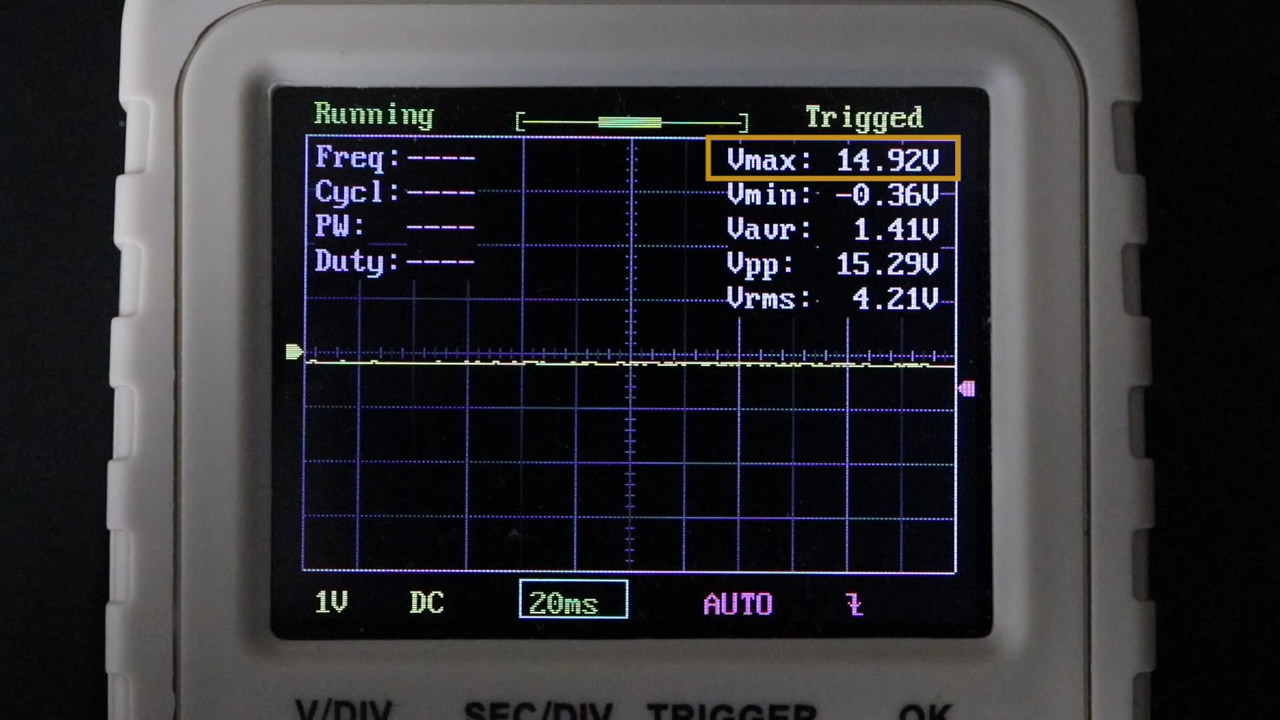 Running Trigged
Freq:---- Vmax: 14.92V
Cycl:---- Vmin: -0.36V
PW: ---- Vavr: 1.41V
Duty:---- Vpp: 15.29V
Vrms: 4.21V
1V DC 20ms AUTO
V/DIV SEC/DIV TRIGGER OK